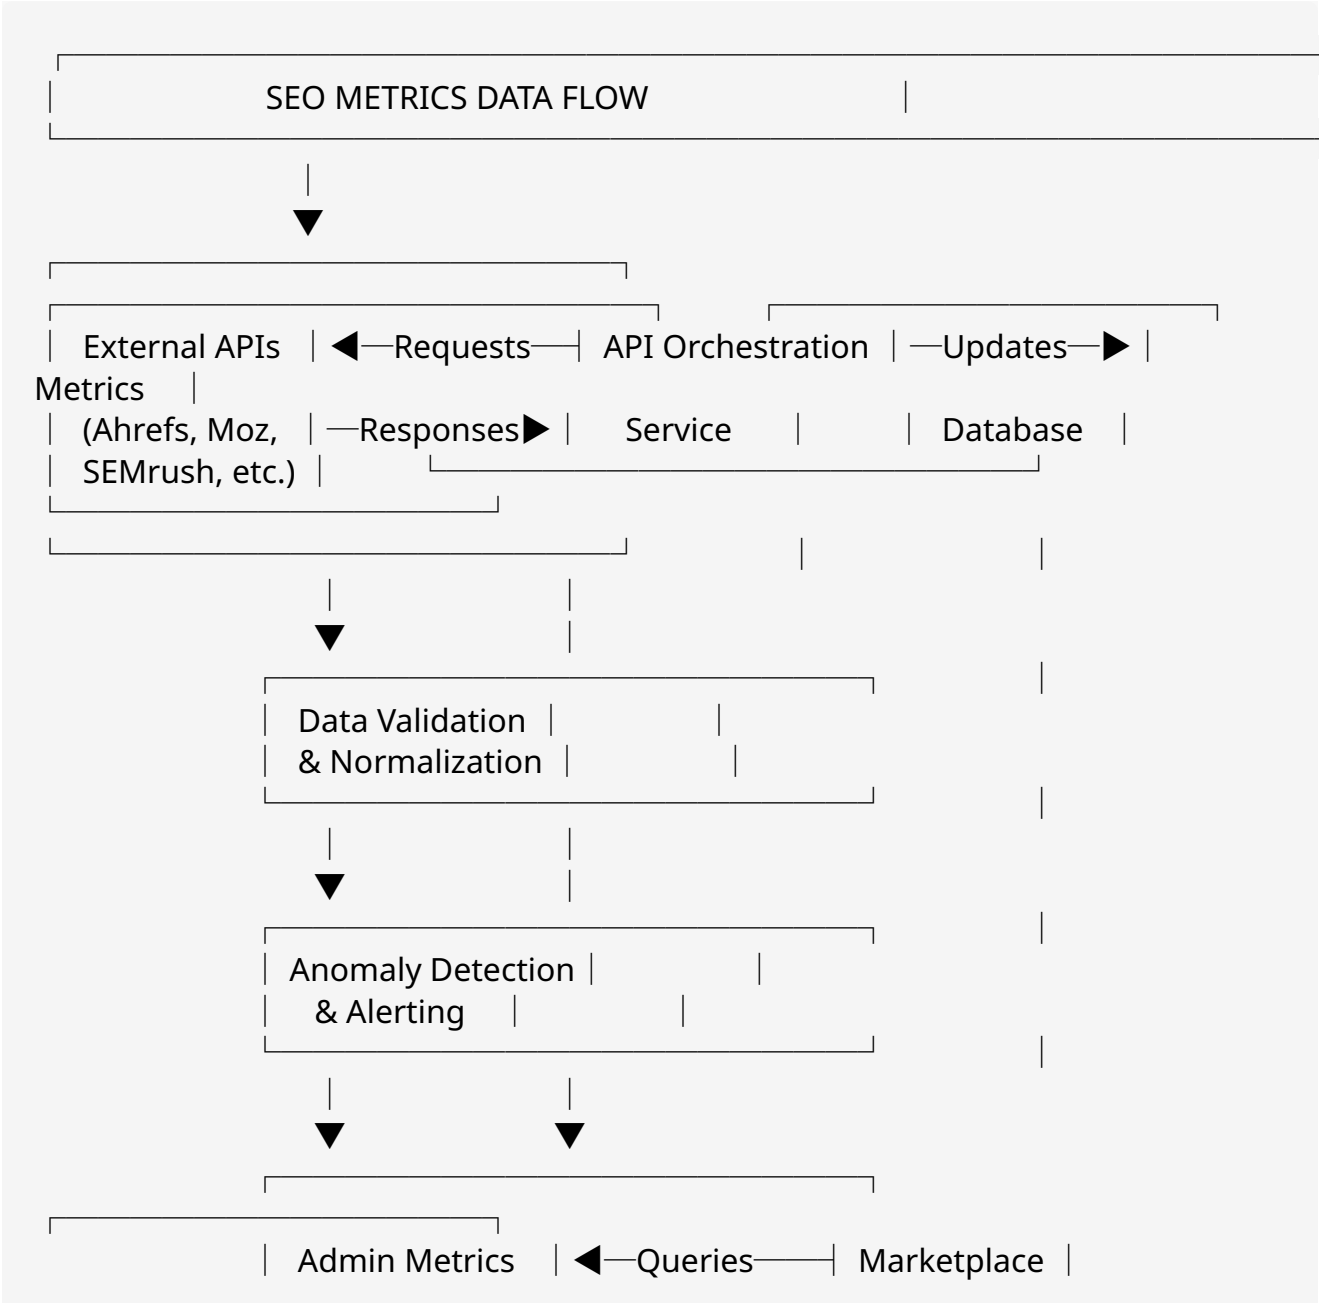 SEO METRICS DATA FLOW
External APIs ◀─Requests─ API Orchestration ─Updates─▶
Metrics
(Ahrefs, Moz, ─Responses▶ Service Database
SEMrush, etc.)
Data Validation
& Normalization
Anomaly Detection
& Alerting
Admin Metrics ◀─Queries── Marketplace